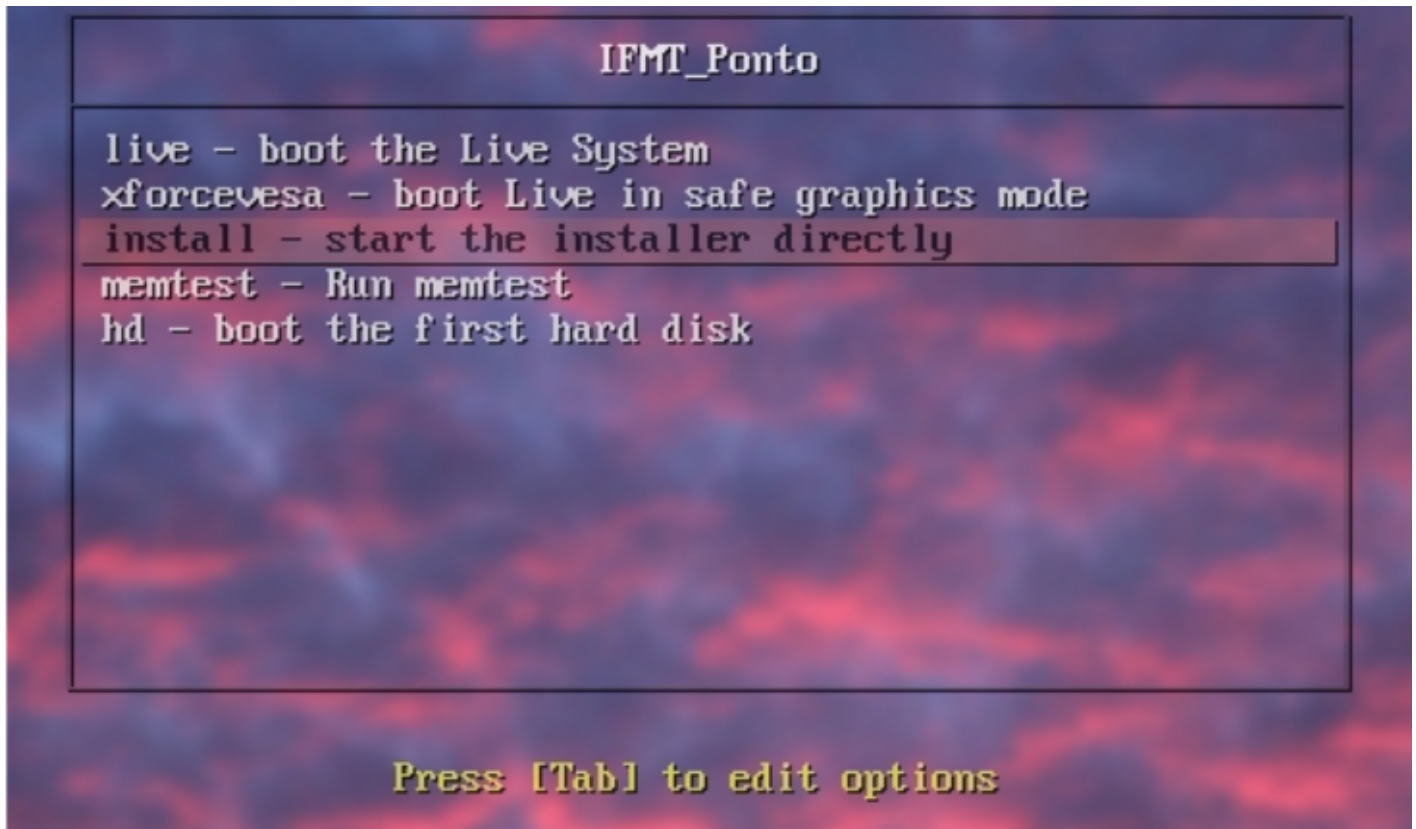 IFMT_Ponto
live - boot the Live System
xforcevesa - boot Live in safe graphics mode
install - start the installer directly
memtest - Run memtest
hd - boot the first hard disk
Press [Tab] to edit options